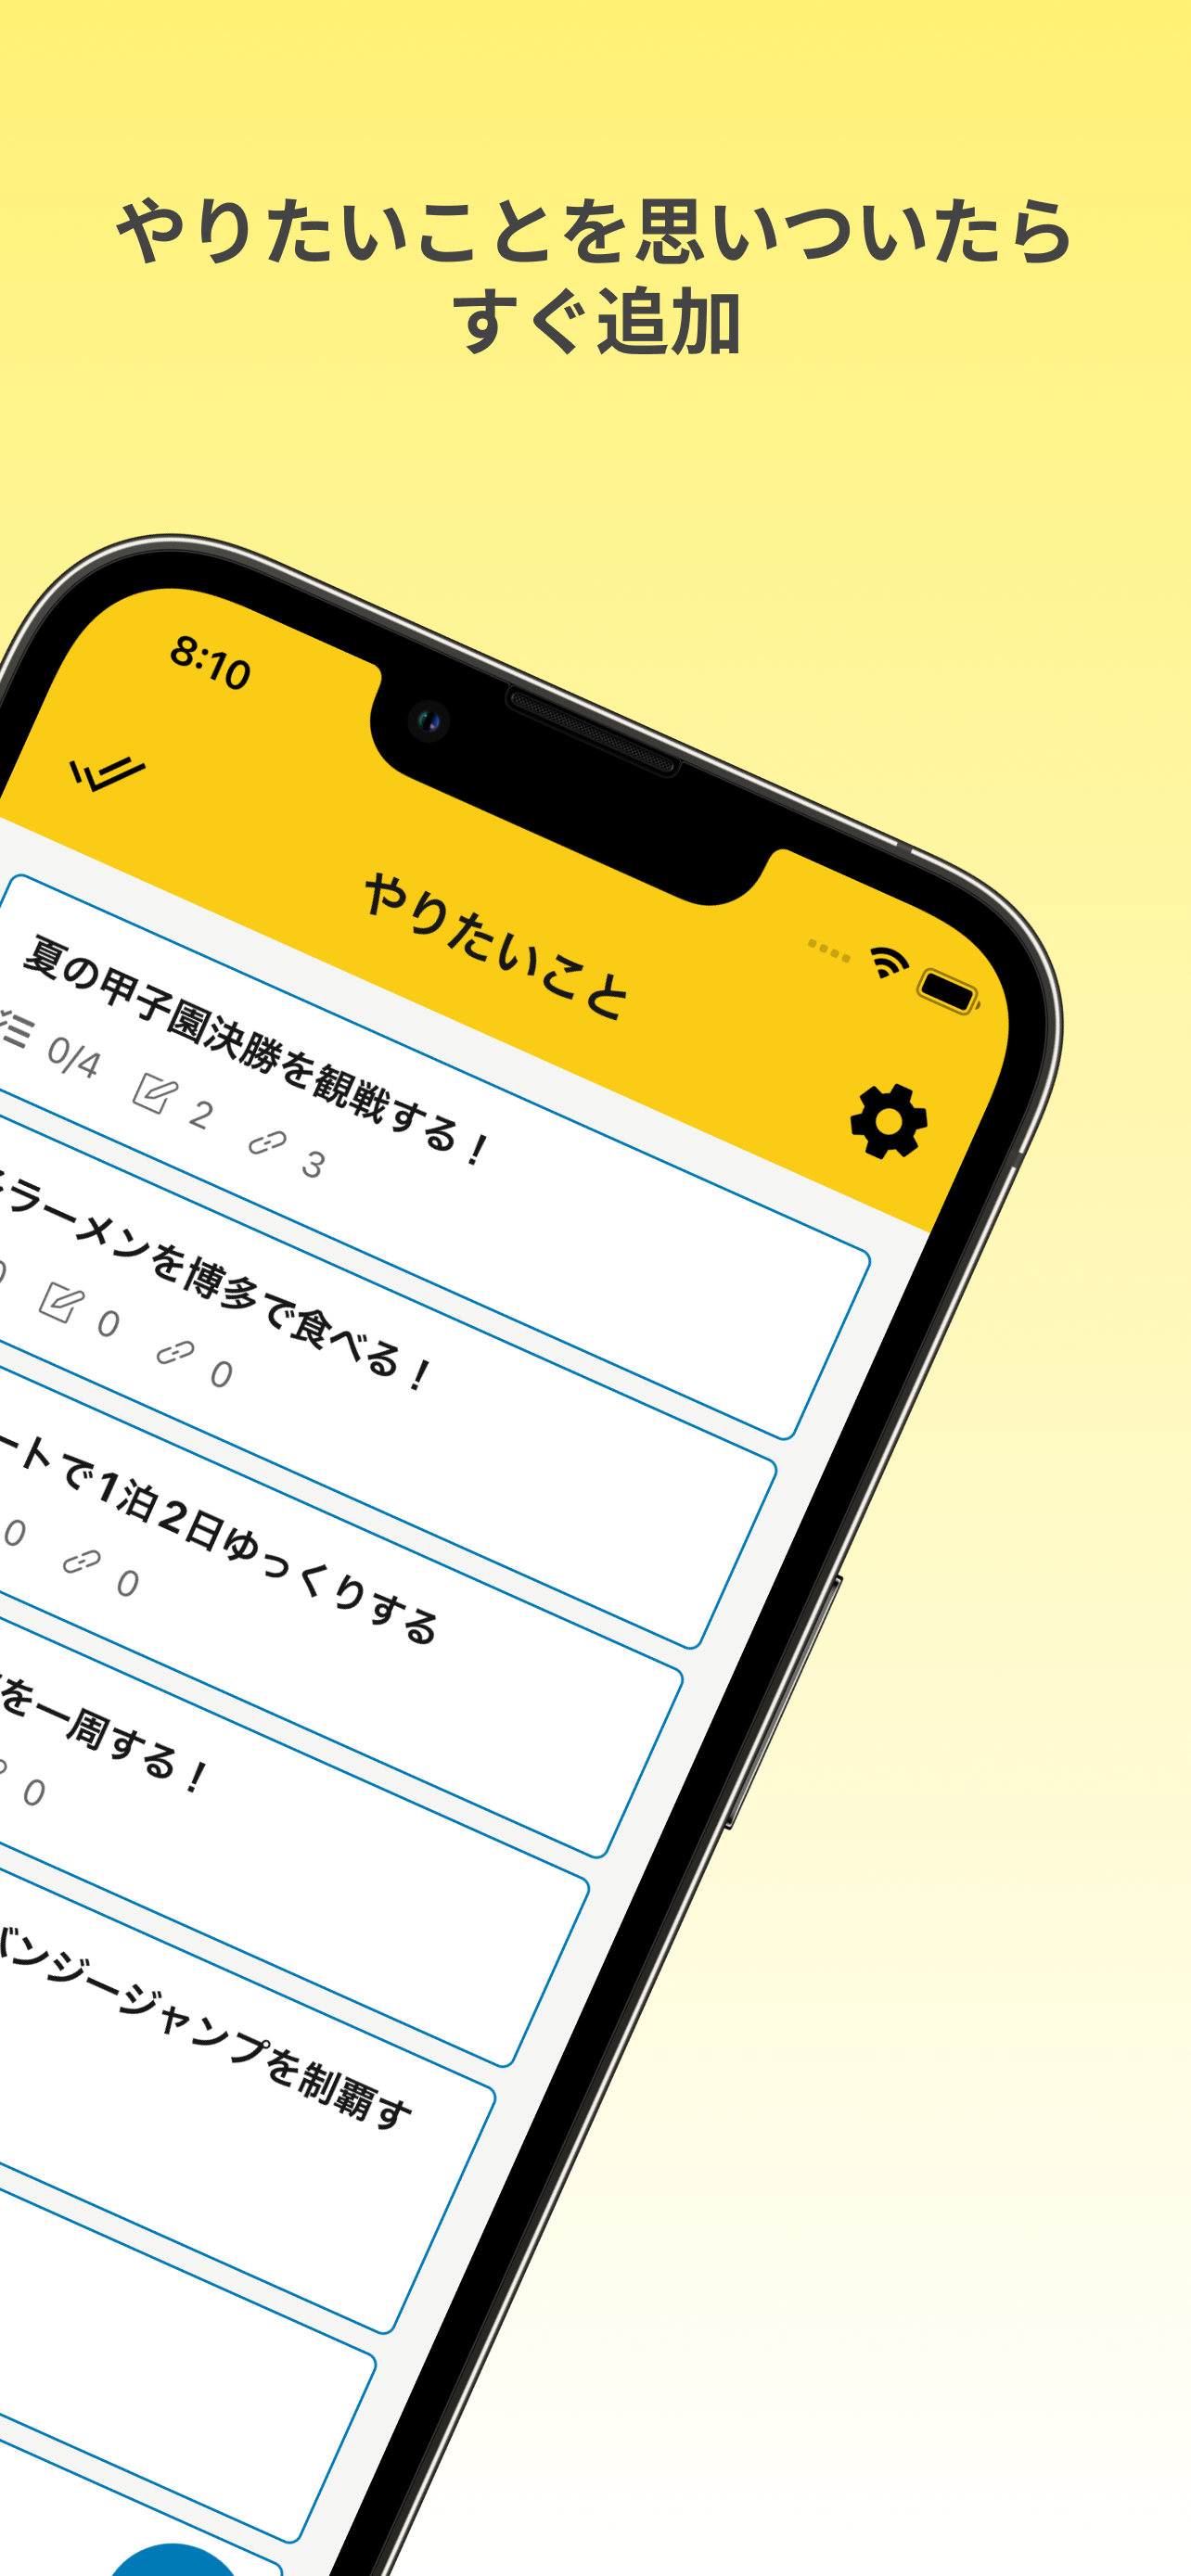 やりたいことを思いついたら
すぐ追加
8:10
やりたいこと
夏の甲子園決勝を観戦する！
0/4 2 3
ラーメンを博多で食べる！
0 0
ートで1泊2日ゆっくりする
0 0
を一周する！
0
バンジージャンプを制覇す